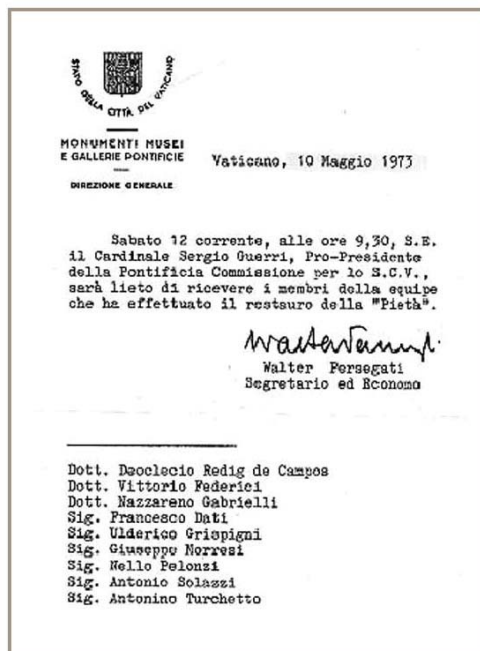 STATO DELLA CITTÀ DEL VATICANO
MONUMENTI MUSEI
E GALLERIE PONTIFICIE
DIREZIONE GENERALE
Vaticano, 10 Maggio 1973
Sabato 12 corrente, alle ore 9,30, S.E.
il Cardinale Sergio Guerri, Pro-Presidente
della Pontificia Commissione per lo S.C.V.,
sarà lieto di ricevere i membri della equipe
che ha effettuato il restauro della "Pietà".
Walter Persegati
Segretario ed Economo
Dott. Deoclecio Redig de Campos
Dott. Vittorio Federici
Dott. Nazzareno Gabrielli
Sig. Francesco Dati
Sig. Ulderico Grispigni
Sig. Giuseppe Morresi
Sig. Nello Pelonzi
Sig. Antonio Solazzi
Sig. Antonino Turchetto